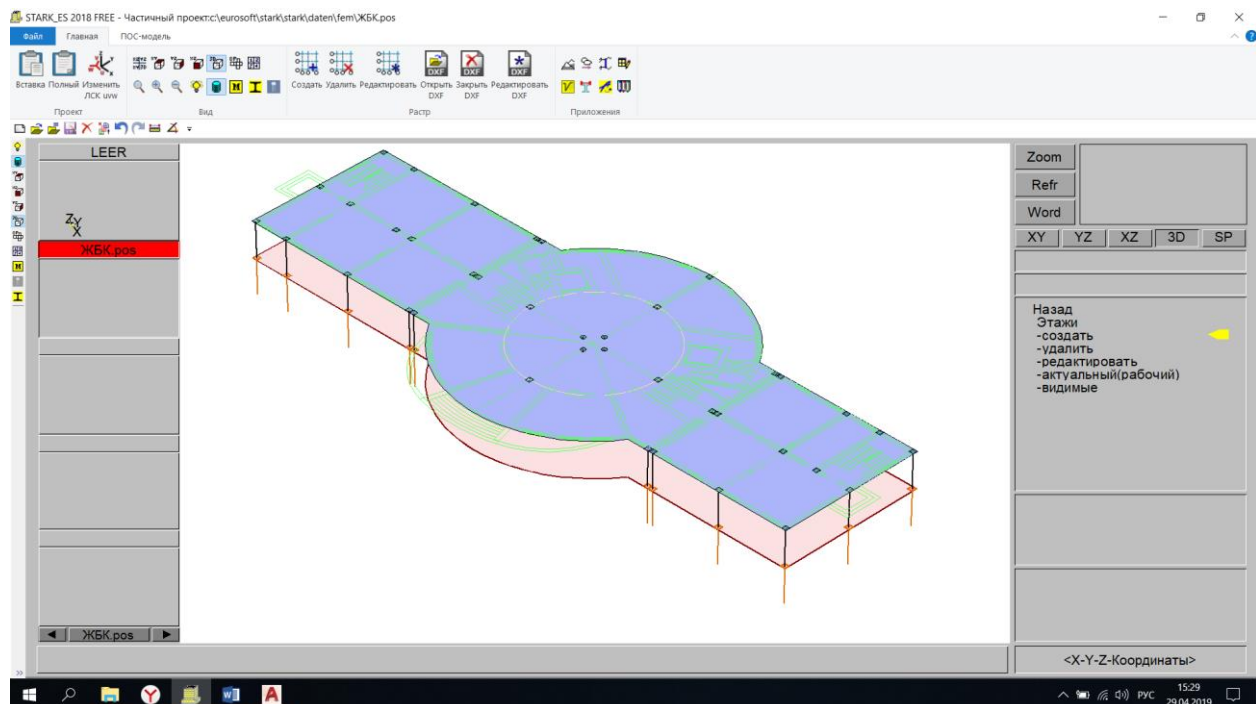 STARK_ES 2018 FREE - Частичный проект:c:\eurosoft\stark\stark\daten\fem\ЖБК.pos
Файл Главная ПОС-модель
Вставка Полный Изменить ЛСК uvw
Создать Удалить Редактировать Открыть DXF Закрыть DXF Редактировать DXF
Проект Вид Растр Приложения
LEER
Z Y
X
ЖБК.pos
ЖБК.pos
Zoom
Refr
Word
XY YZ XZ 3D SP
Назад
Этажи
-создать
-удалить
-редактировать
-актуальный(рабочий)
-видимые
<X-Y-Z-Координаты>
РУС
15:29
29.04.2019